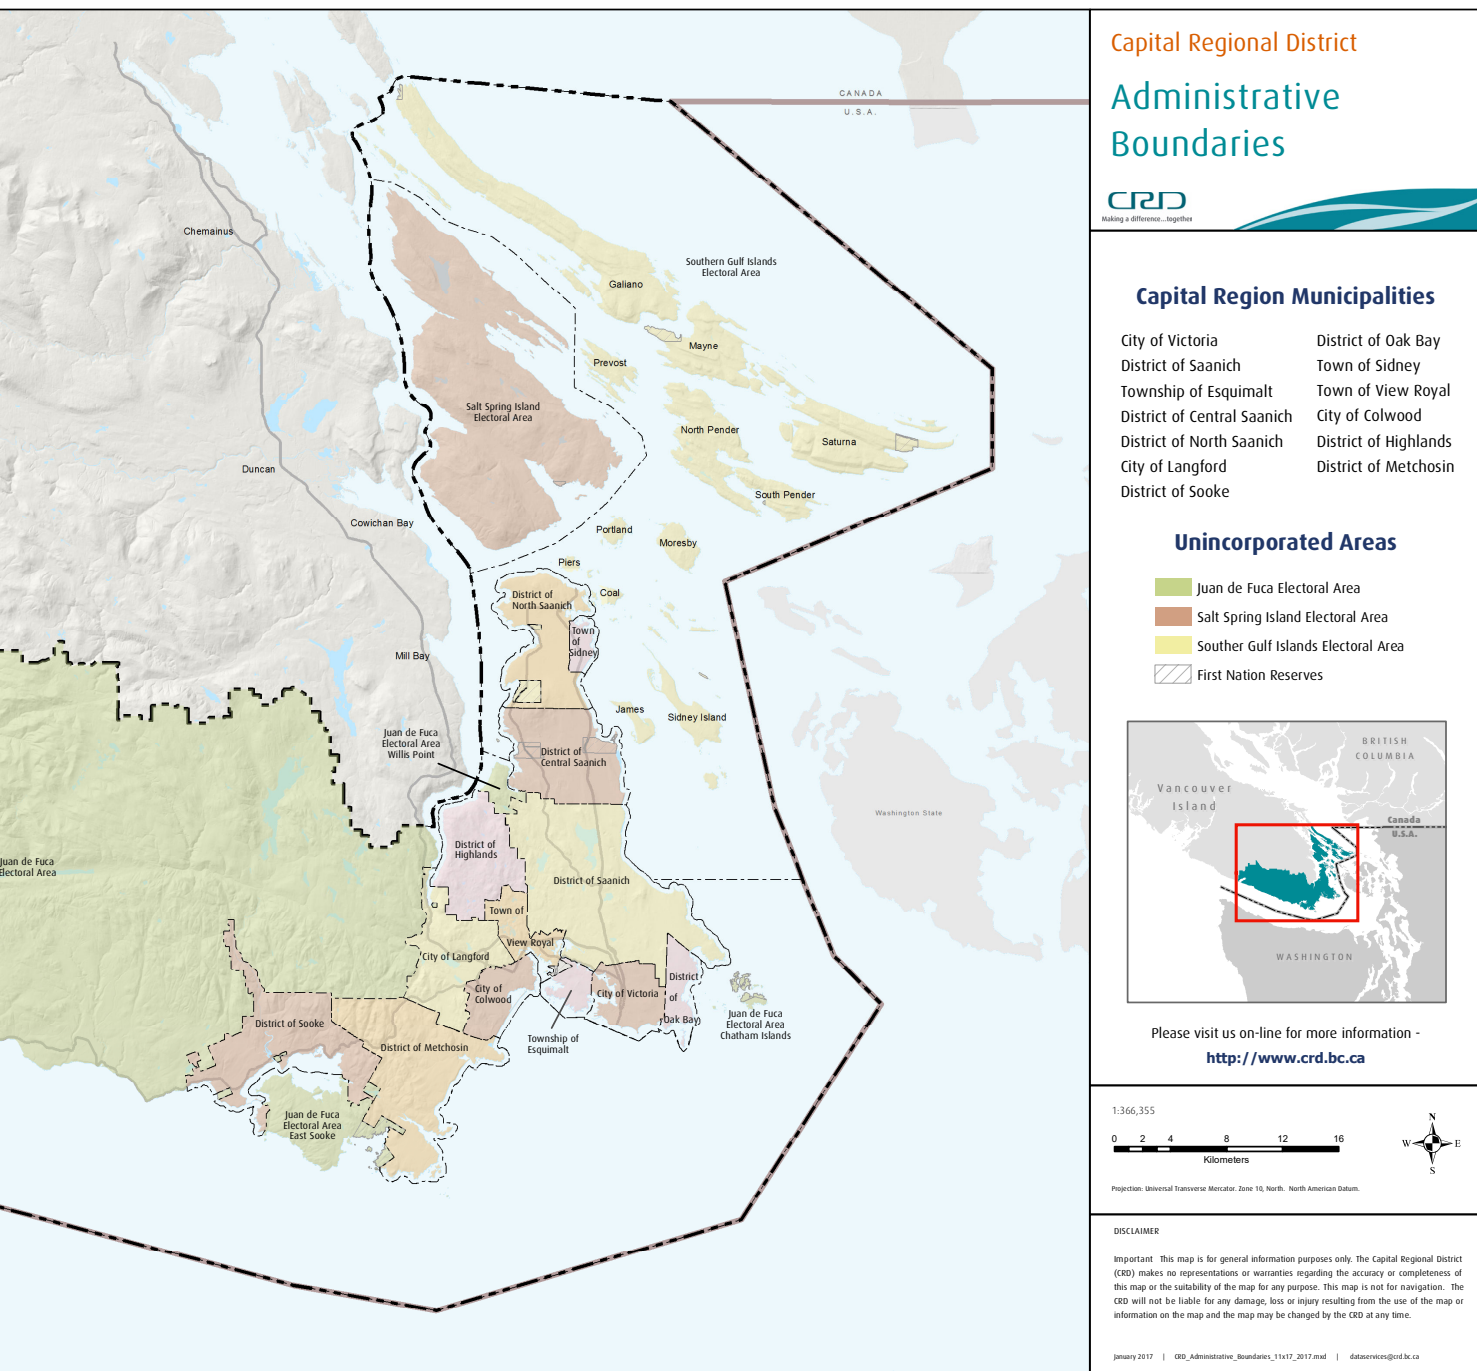 Capital Regional District
Administrative
Boundaries
CRD
Making a difference...together
Capital Region Municipalities
City of Victoria
District of Saanich
Township of Esquimalt
District of Central Saanich
District of North Saanich
City of Langford
District of Sooke
District of Oak Bay
Town of Sidney
Town of View Royal
City of Colwood
District of Highlands
District of Metchosin
Unincorporated Areas
Juan de Fuca Electoral Area
Salt Spring Island Electoral Area
Souther Gulf Islands Electoral Area
First Nation Reserves
BRITISH
COLUMBIA
Vancouver
Island
Canada
U.S.A.
WASHINGTON
Please visit us on-line for more information -
http://www.crd.bc.ca
1:366,355
0 2 4 8 12 16
Kilometers
N
W E
S
Projection: Universal Transverse Mercator. Zone 10, North. North American Datum.
DISCLAIMER
Important This map is for general information purposes only. The Capital Regional District
(CRD) makes no representations or warranties regarding the accuracy or completeness of
this map or the suitability of the map for any purpose. This map is not for navigation. The
CRD will not be liable for any damage, loss or injury resulting from the use of the map or
information on the map and the map may be changed by the CRD at any time.
January 2017 | CRD_Administrative_Boundaries_11x17_2017.mxd | dataservices@crd.bc.ca
CANADA
U.S.A.
Chemainus
Southern Gulf Islands
Electoral Area
Galiano
Mayne
Prevost
Salt Spring Island
Electoral Area
North Pender
Saturna
Duncan
South Pender
Cowichan Bay
Portland
Moresby
Piers
District of
North Saanich
Coal
Town
of
Sidney
Mill Bay
James
Sidney Island
Juan de Fuca
Electoral Area
Willis Point
District of
Central Saanich
Washington State
District of
Highlands
Juan de Fuca
Electoral Area
District of Saanich
Town of
View Royal
City of Langford
City of
Colwood
City of Victoria
District
of
Oak Bay
Juan de Fuca
Electoral Area
Chatham Islands
District of Sooke
Township of
Esquimalt
District of Metchosin
Juan de Fuca
Electoral Area
East Sooke